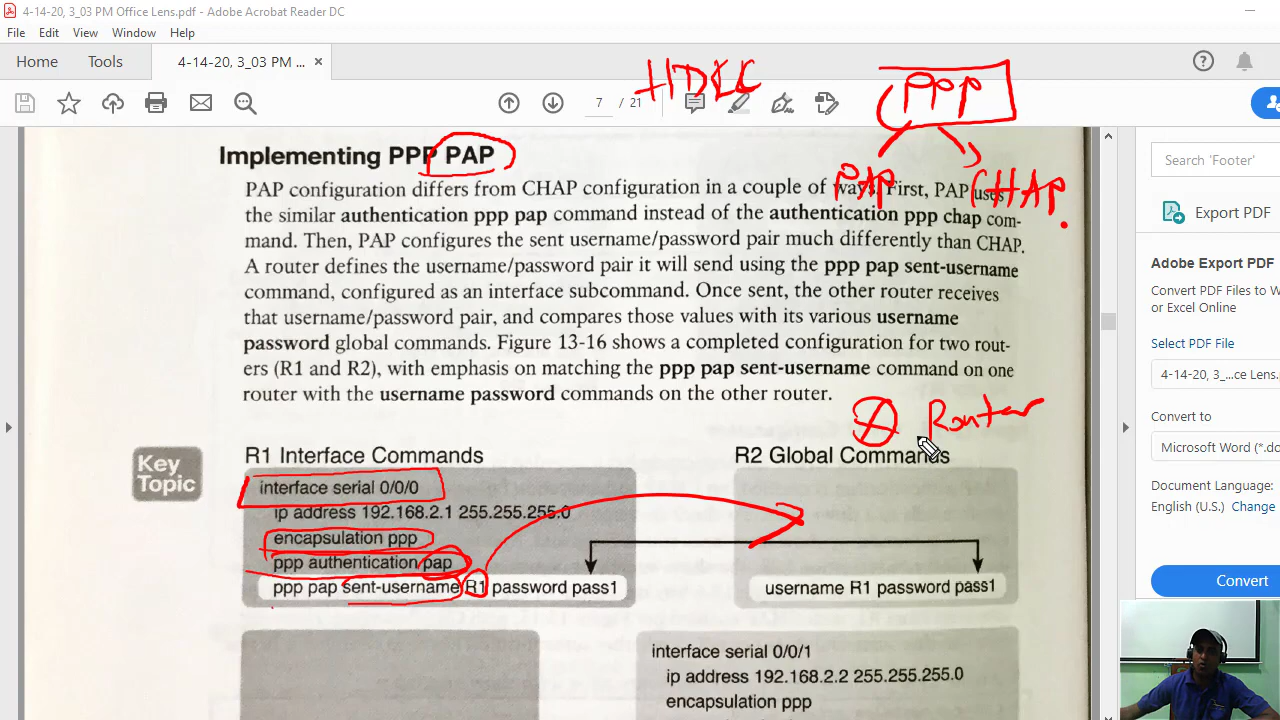 4-14-20, 3_03 PM Office Lens.pdf - Adobe Acrobat Reader DC
File Edit View Window Help
Home Tools 4-14-20, 3_03 PM ... ×
7 / 21
HDLC
PPP
PAP
CHAP.
Implementing PPP PAP
PAP configuration differs from CHAP configuration in a couple of ways. First, PAP uses
the similar authentication ppp pap command instead of the authentication ppp chap com-
mand. Then, PAP configures the sent username/password pair much differently than CHAP.
A router defines the username/password pair it will send using the ppp pap sent-username
command, configured as an interface subcommand. Once sent, the other router receives
that username/password pair, and compares those values with its various username
password global commands. Figure 13-16 shows a completed configuration for two rout-
ers (R1 and R2), with emphasis on matching the ppp pap sent-username command on one
router with the username password commands on the other router.
Router
Key
Topic
R1 Interface Commands
interface serial 0/0/0
ip address 192.168.2.1 255.255.255.0
encapsulation ppp
ppp authentication pap
ppp pap sent-username R1 password pass1
R2 Global Commands
username R1 password pass1
interface serial 0/0/1
ip address 192.168.2.2 255.255.255.0
encapsulation ppp
Search 'Footer'
Export PDF
Adobe Export PDF
Convert PDF Files to W
or Excel Online
Select PDF File
4-14-20, 3_...ce Lens.
Convert to
Microsoft Word (*.do
Document Language:
English (U.S.) Change
Convert